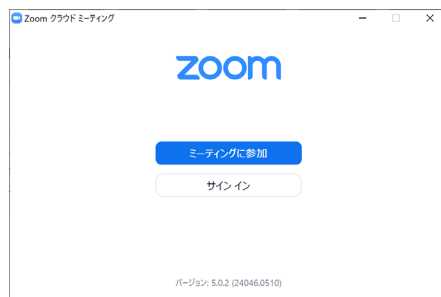 Zoom クラウド ミーティング
zoom
ミーティングに参加
サイン イン
バージョン: 5.0.2 (24046.0510)